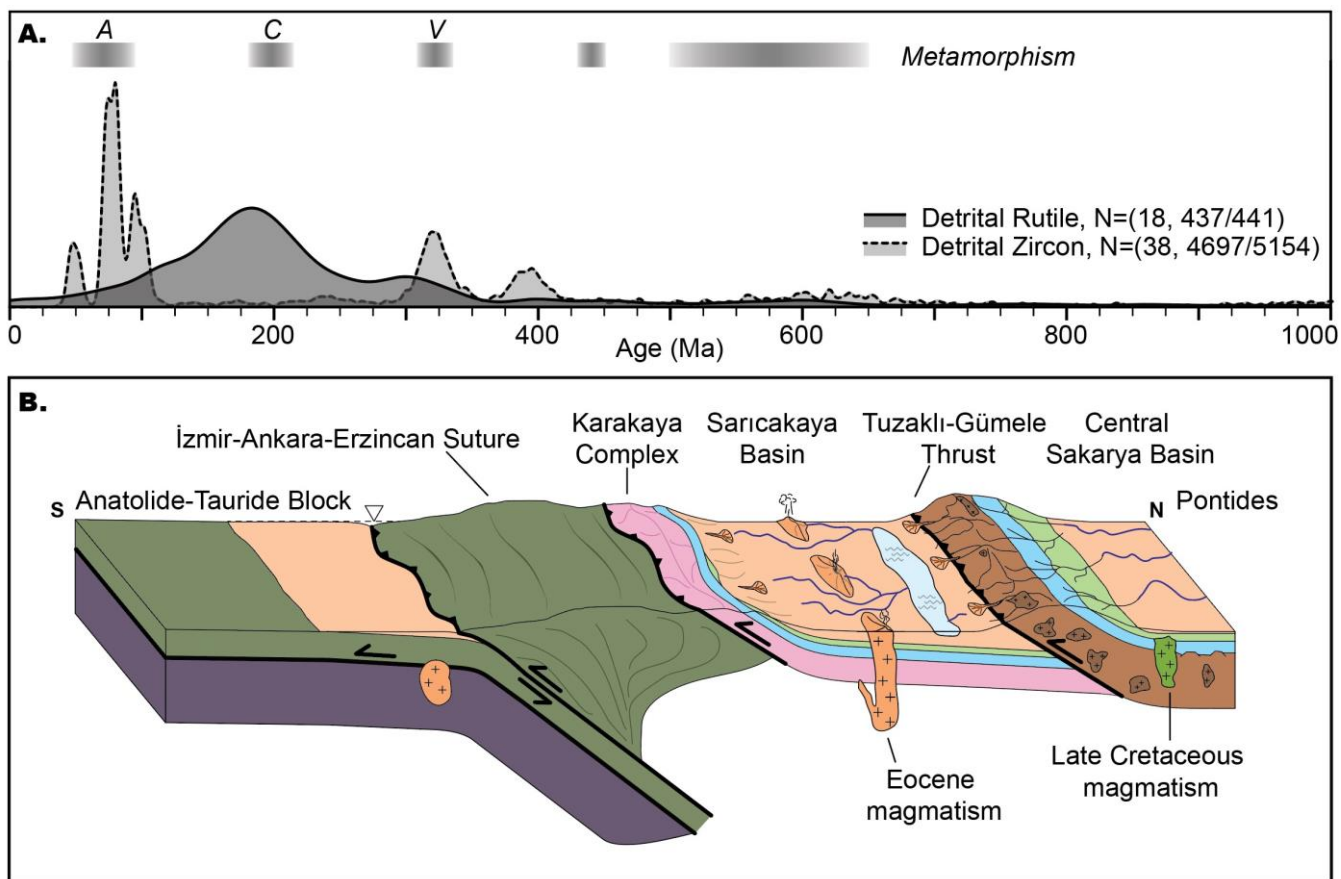 A.
A
C
V
Metamorphism
Detrital Rutile, N=(18, 437/441)
Detrital Zircon, N=(38, 4697/5154)
0
200
400
600
800
1000
Age (Ma)
B.
İzmir-Ankara-Erzincan Suture
Karakaya
Complex
Sarıcakaya
Basin
Tuzaklı-Gümele
Thrust
Central
Sakarya Basin
S
Anatolide-Tauride Block
N
Pontides
Eocene
magmatism
Late Cretaceous
magmatism